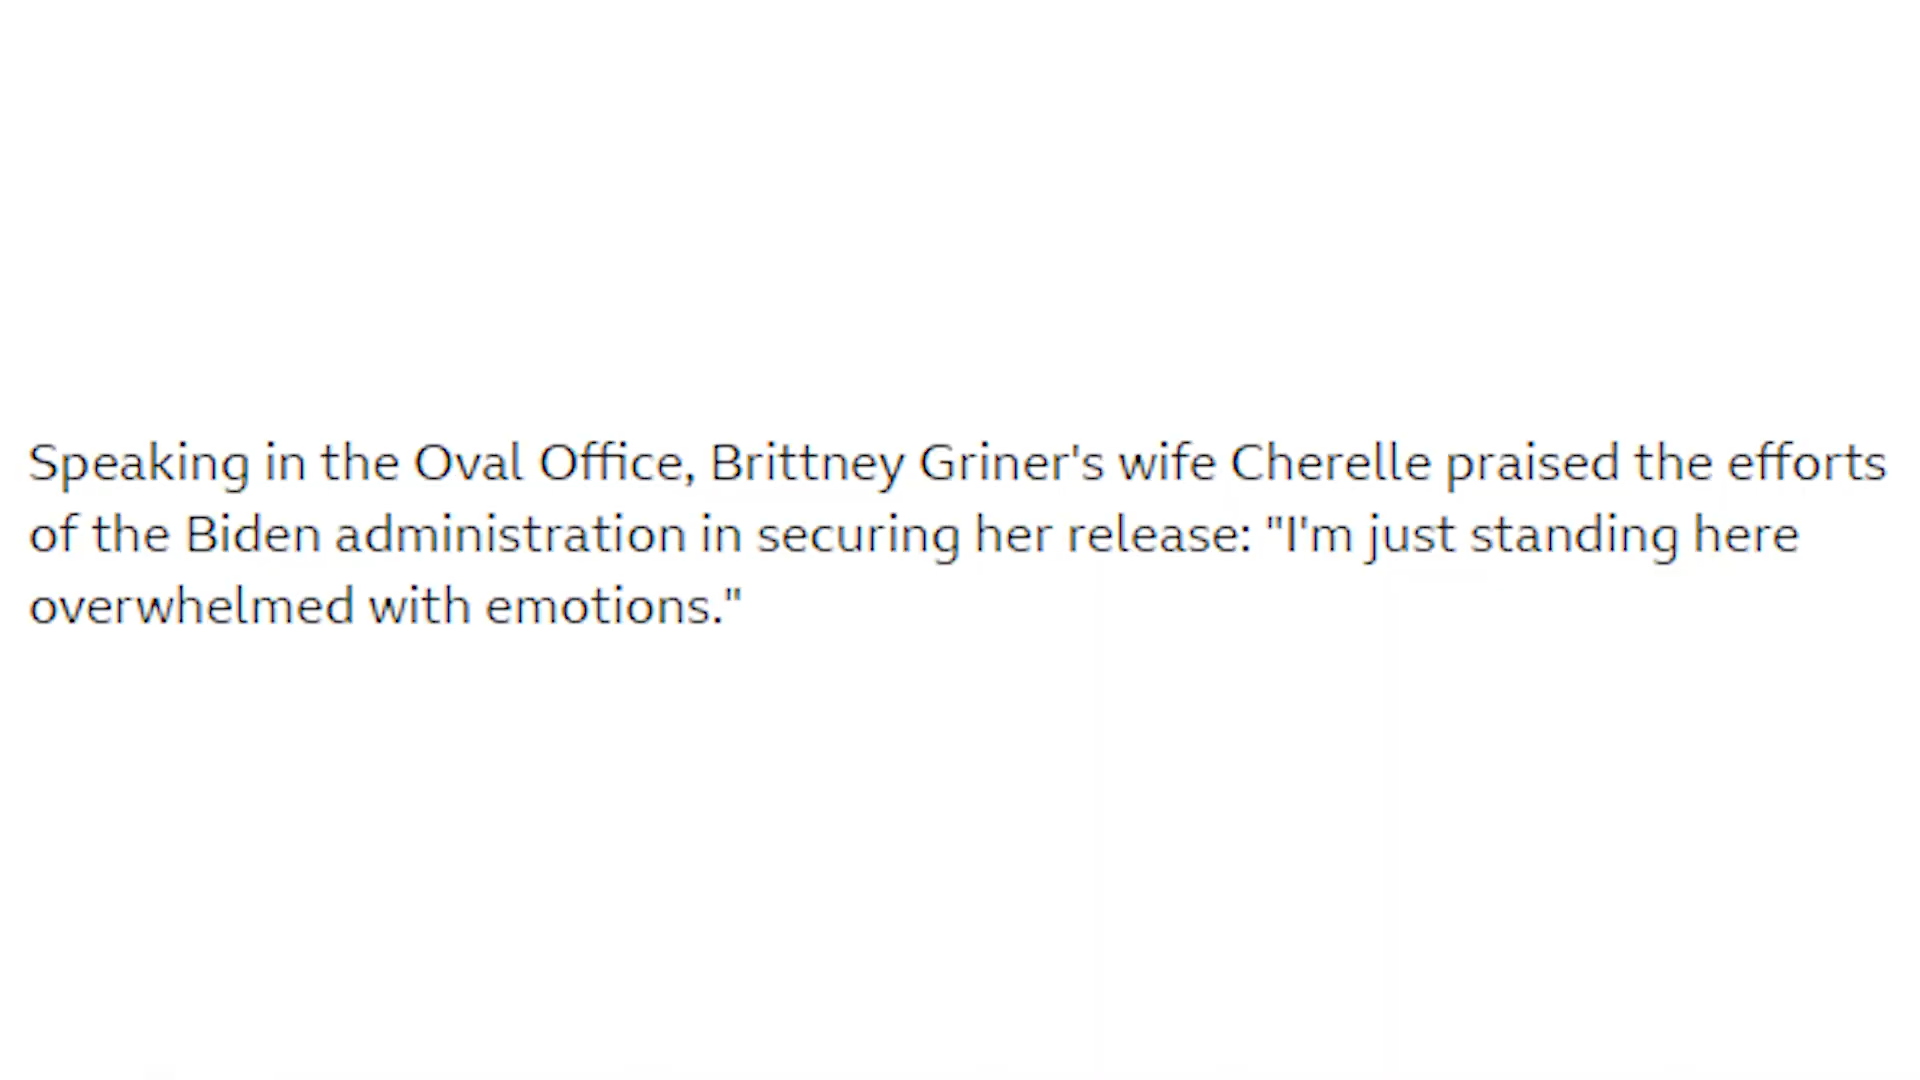 Speaking in the Oval Office, Brittney Griner's wife Cherelle praised the efforts
of the Biden administration in securing her release: "I'm just standing here
overwhelmed with emotions."